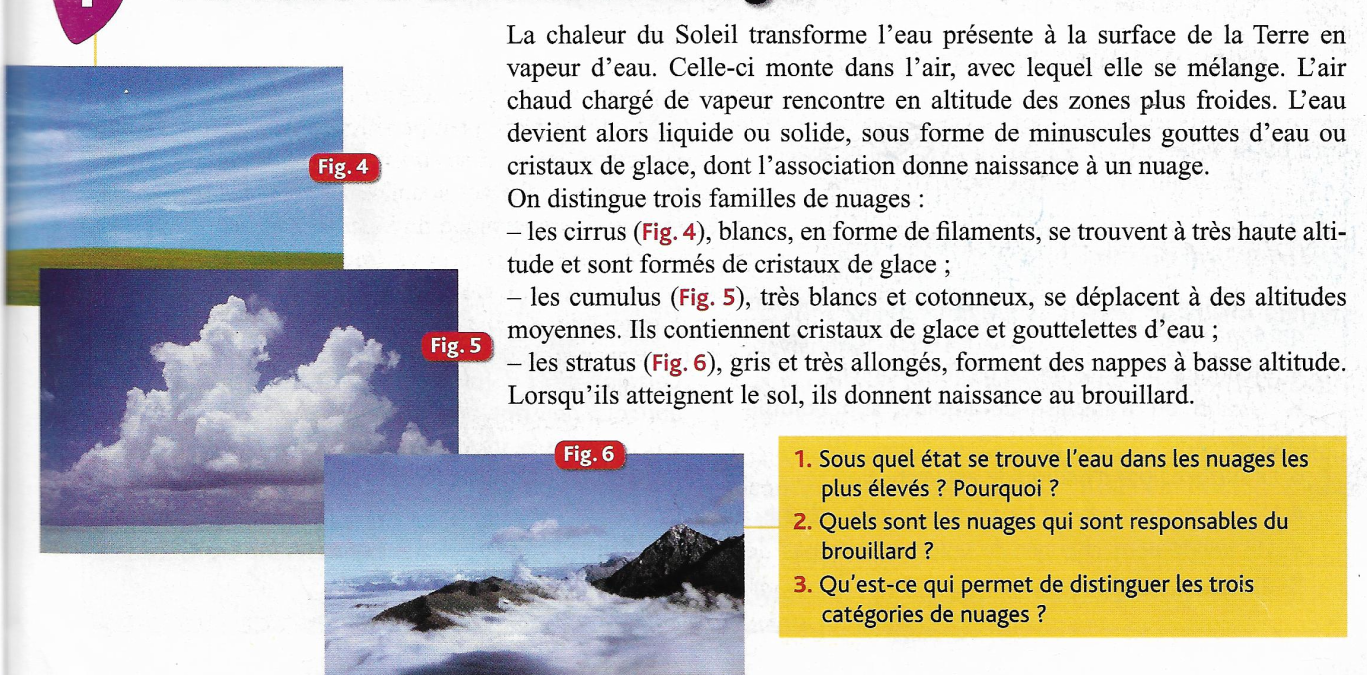 La chaleur du Soleil transforme l'eau présente à la surface de la Terre en
vapeur d'eau. Celle-ci monte dans l'air, avec lequel elle se mélange. L'air
chaud chargé de vapeur rencontre en altitude des zones plus froides. L'eau
devient alors liquide ou solide, sous forme de minuscules gouttes d'eau ou
cristaux de glace, dont l'association donne naissance à un nuage.
On distingue trois familles de nuages :
– les cirrus (Fig. 4), blancs, en forme de filaments, se trouvent à très haute alti-
tude et sont formés de cristaux de glace ;
– les cumulus (Fig. 5), très blancs et cotonneux, se déplacent à des altitudes
moyennes. Ils contiennent cristaux de glace et gouttelettes d'eau ;
– les stratus (Fig. 6), gris et très allongés, forment des nappes à basse altitude.
Lorsqu'ils atteignent le sol, ils donnent naissance au brouillard.
Fig. 4
Fig. 5
Fig. 6
1. Sous quel état se trouve l'eau dans les nuages les
plus élevés ? Pourquoi ?
2. Quels sont les nuages qui sont responsables du
brouillard ?
3. Qu'est-ce qui permet de distinguer les trois
catégories de nuages ?